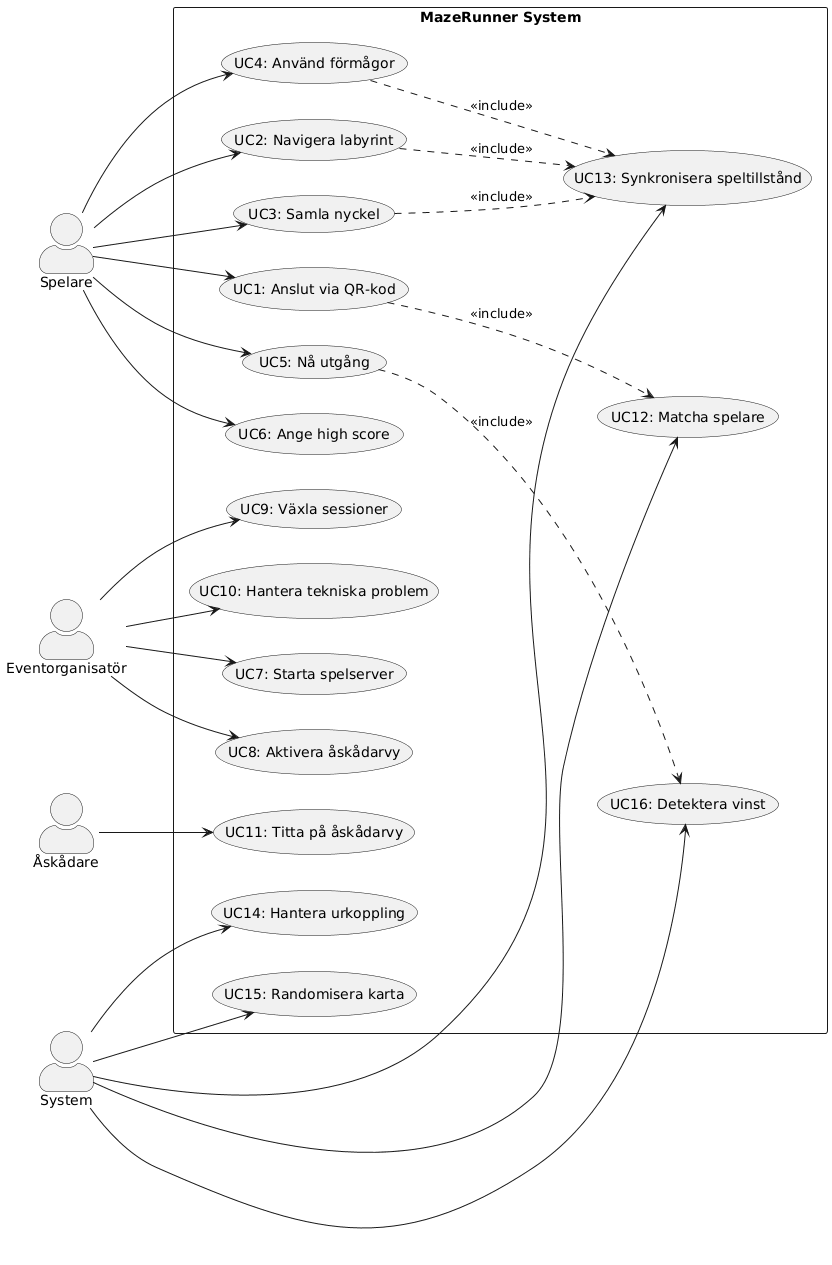 MazeRunner System
UC4: Använd förmågor
«include»
UC2: Navigera labyrint
«include»
UC13: Synkronisera speltillstånd
«include»
UC3: Samla nyckel
Spelare
UC1: Anslut via QR-kod
«include»
UC5: Nå utgång
UC12: Matcha spelare
«include»
UC6: Ange high score
UC9: Växla sessioner
UC10: Hantera tekniska problem
Eventorganisatör
UC7: Starta spelserver
UC8: Aktivera åskådarvy
UC16: Detektera vinst
UC11: Titta på åskådarvy
Åskådare
UC14: Hantera urkoppling
UC15: Randomisera karta
System